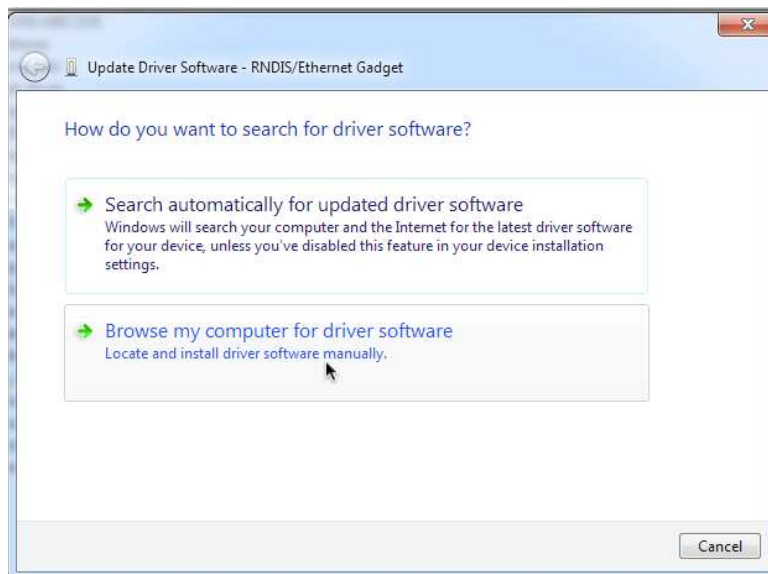 Update Driver Software - RNDIS/Ethernet Gadget
How do you want to search for driver software?
Search automatically for updated driver software
Windows will search your computer and the Internet for the latest driver software
for your device, unless you've disabled this feature in your device installation
settings.
Browse my computer for driver software
Locate and install driver software manually.
Cancel